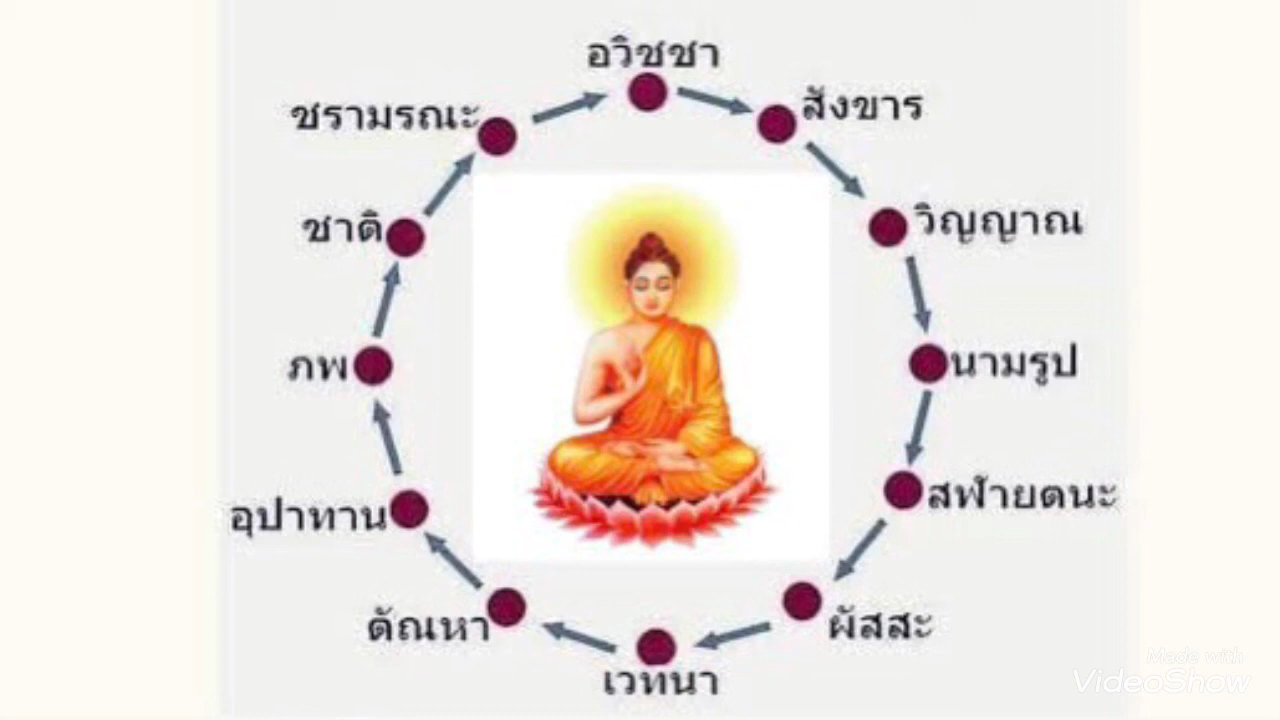 อวิชชา
สังขาร
วิญญาณ
นามรูป
สฬายตนะ
ผัสสะ
เวทนา
ตัณหา
อุปาทาน
ภพ
ชาติ
ชรามรณะ
Made with
VideoShow